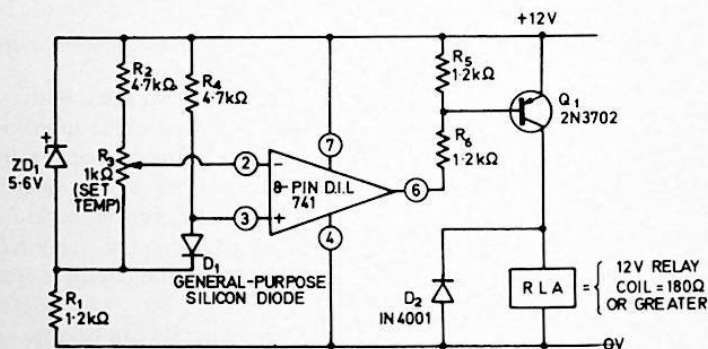 +12V
R2
4.7kΩ
R4
4.7kΩ
R5
1.2kΩ
Q1
2N3702
ZD1
5·6V
+
R3
1kΩ
(SET
TEMP)
2
-
7
8-PIN D.I.L
741
6
R6
1.2kΩ
3
+
4
D1
GENERAL-PURPOSE
SILICON DIODE
R1
1.2kΩ
D2
IN4001
RLA
=
12V RELAY
COIL = 180Ω
OR GREATER
0V